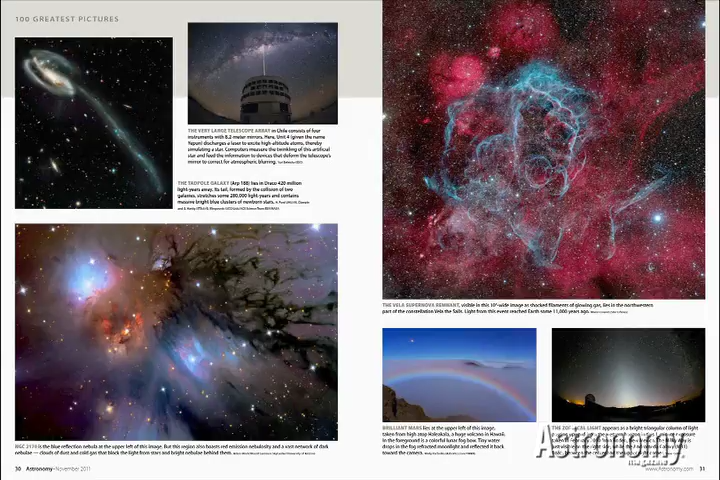 100 GREATEST PICTURES
THE VERY LARGE TELESCOPE ARRAY in Chile consists of four
instruments with 8.2-meter mirrors. Here, Unit 4 (given the name
Yepun) discharges a laser to excite high-altitude atoms, thereby
simulating a star. Computers measure the twinkling of this artificial
star and feed the information to devices that deform the telescope's
mirror to correct for atmospheric blurring.
THE TADPOLE GALAXY (Arp 188) lies in Draco 420 million
light-years away. Its tail, formed by the collision of two
galaxies, stretches some 280,000 light-years and contains
massive bright blue clusters of newborn stars.
NGC 2170 is the blue reflection nebula at the upper left of this image. But this region also boasts red emission nebulosity and a vast network of dark
nebulae — clouds of dust and cold gas that block the light from stars and bright nebulae behind them.
30 Astronomy • November 2011
THE VELA SUPERNOVA REMNANT, visible in this 10°-wide image as shocked filaments of glowing gas, lies in the northwestern
part of the constellation Vela the Sails. Light from this event reached Earth some 11,000 years ago.
BRILLIANT MARS lies at the upper left of this image,
taken from high atop Haleakala, a huge volcano in Hawaii.
In the foreground is a colorful lunar fog bow. Tiny water
drops in the fog refracted moonlight and reflected it back
toward the camera.
THE ZODIACAL LIGHT appears as a bright triangular column of light
Astronomy
magazine
www.Astronomy.com 31